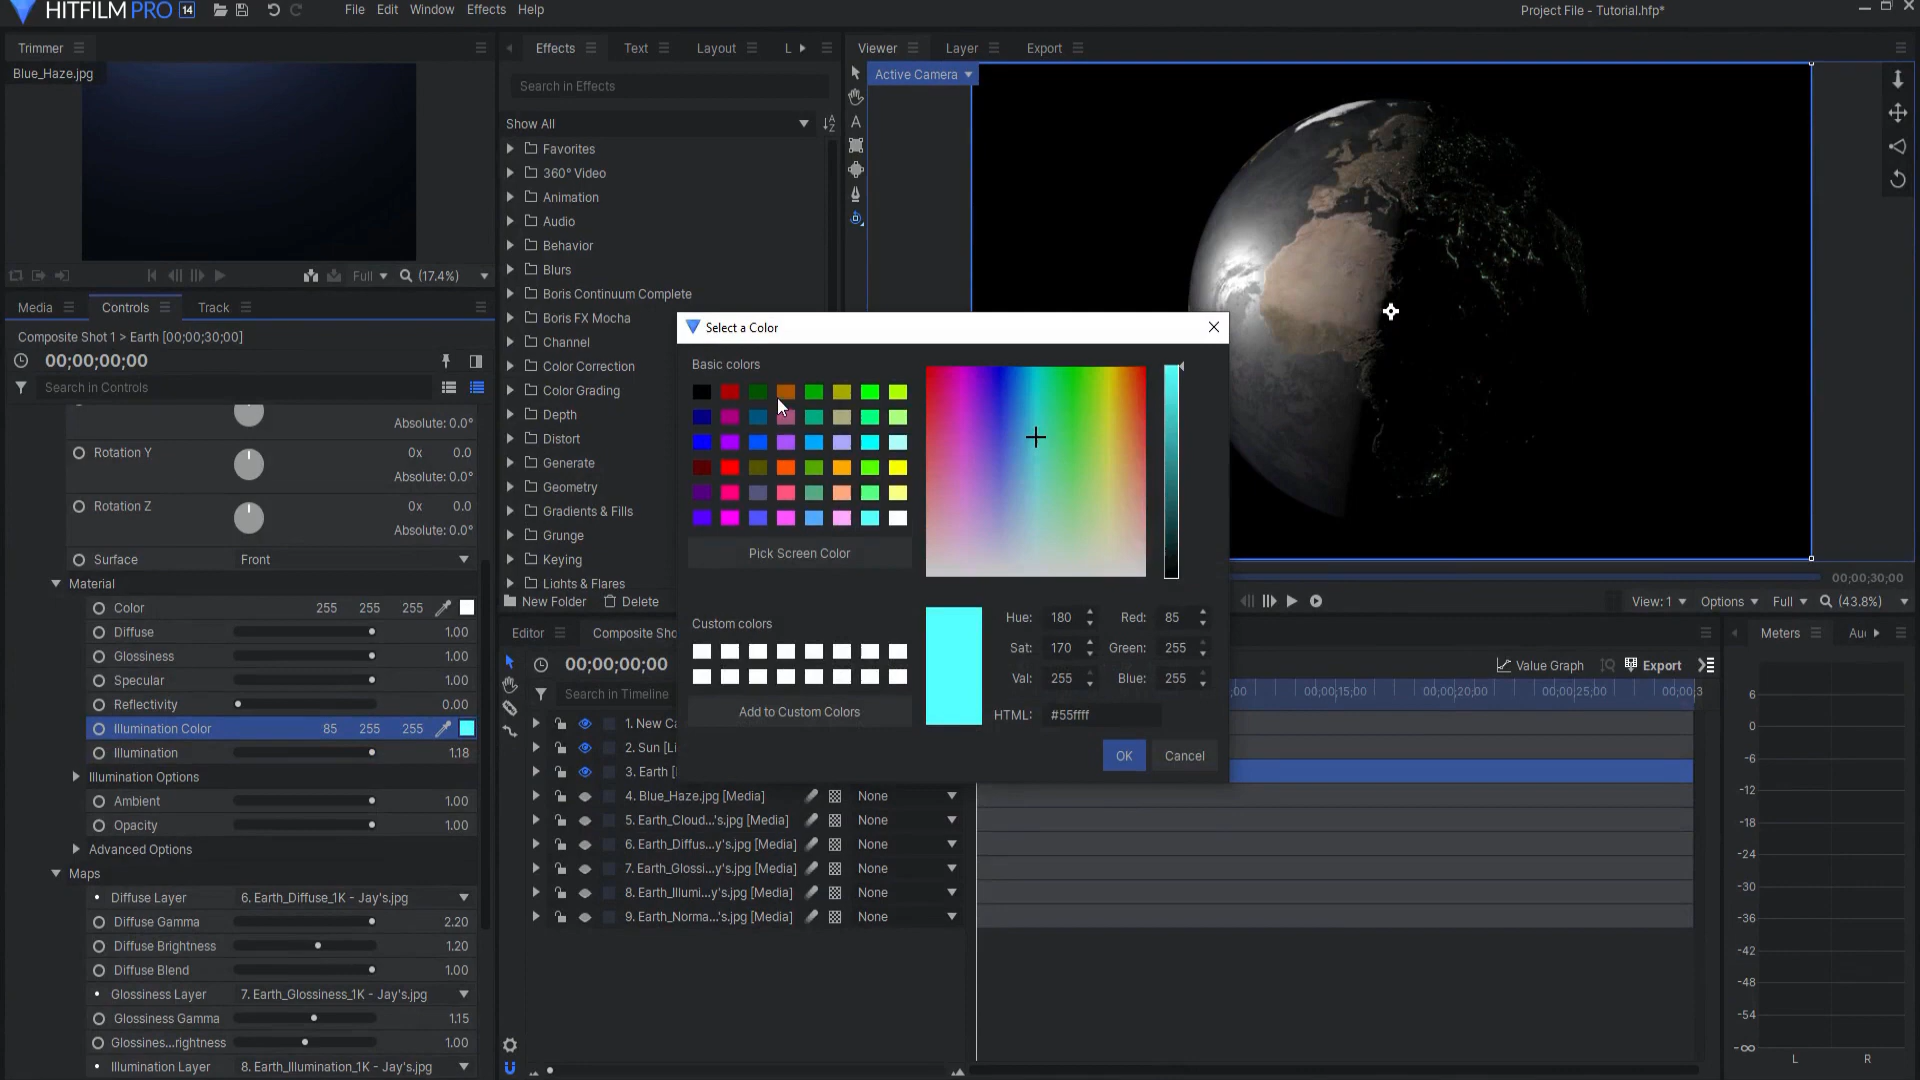 HITFILM PRO 14
File Edit Window Effects Help
Project File - Tutorial.hfp*
Trimmer
Blue_Haze.jpg
Full (17.4%)
Media Controls Track
Composite Shot 1 > Earth [00;00;30;00]
00;00;00;00
Search in Controls
Absolute: 0.0°
Rotation Y 0x 0.0
Absolute: 0.0°
Rotation Z 0x 0.0
Absolute: 0.0°
Surface Front
Material
Color 255 255 255
Diffuse 1.00
Glossiness 1.00
Specular 1.00
Reflectivity 0.00
Illumination Color 85 255 255
Illumination 1.18
Illumination Options
Ambient 1.00
Opacity 1.00
Advanced Options
Maps
Diffuse Layer 6. Earth_Diffuse_1K - Jay's.jpg
Diffuse Gamma 2.20
Diffuse Brightness 1.20
Diffuse Blend 1.00
Glossiness Layer 7. Earth_Glossiness_1K - Jay's.jpg
Glossiness Gamma 1.15
Glossines...rightness 1.00
Illumination Layer 8. Earth_Illumination_1K - Jay's.jpg
Effects Text Layout L
Search in Effects
Show All
Favorites
360° Video
Animation
Audio
Behavior
Blurs
Boris Continuum Complete
Boris FX Mocha
Channel
Color Correction
Color Grading
Depth
Distort
Generate
Geometry
Gradients & Fills
Grunge
Keying
Lights & Flares
New Folder Delete
Viewer Layer Export
Active Camera
00;00;30;00
View: 1 Options Full (43.8%)
Select a Color
Basic colors
Pick Screen Color
Custom colors
Add to Custom Colors
Hue: 180 Red: 85
Sat: 170 Green: 255
Val: 255 Blue: 255
HTML: #55ffff
OK Cancel
Editor Composite Sho
00;00;00;00
Value Graph Export
Search in Timeline
:00 00;00;15;00 00;00;20;00 00;00;25;00 00;00;3
1. New Ca
2. Sun [Li
3. Earth [
4. Blue_Haze.jpg [Media] None
5. Earth_Cloud...'s.jpg [Media] None
6. Earth_Diffus...y's.jpg [Media] None
7. Earth_Glossi...y's.jpg [Media] None
8. Earth_Illumi...y's.jpg [Media] None
9. Earth_Norma...'s.jpg [Media] None
Meters Au
6
0
-6
-12
-18
-24
-30
-36
-42
-48
-54
-∞
L R